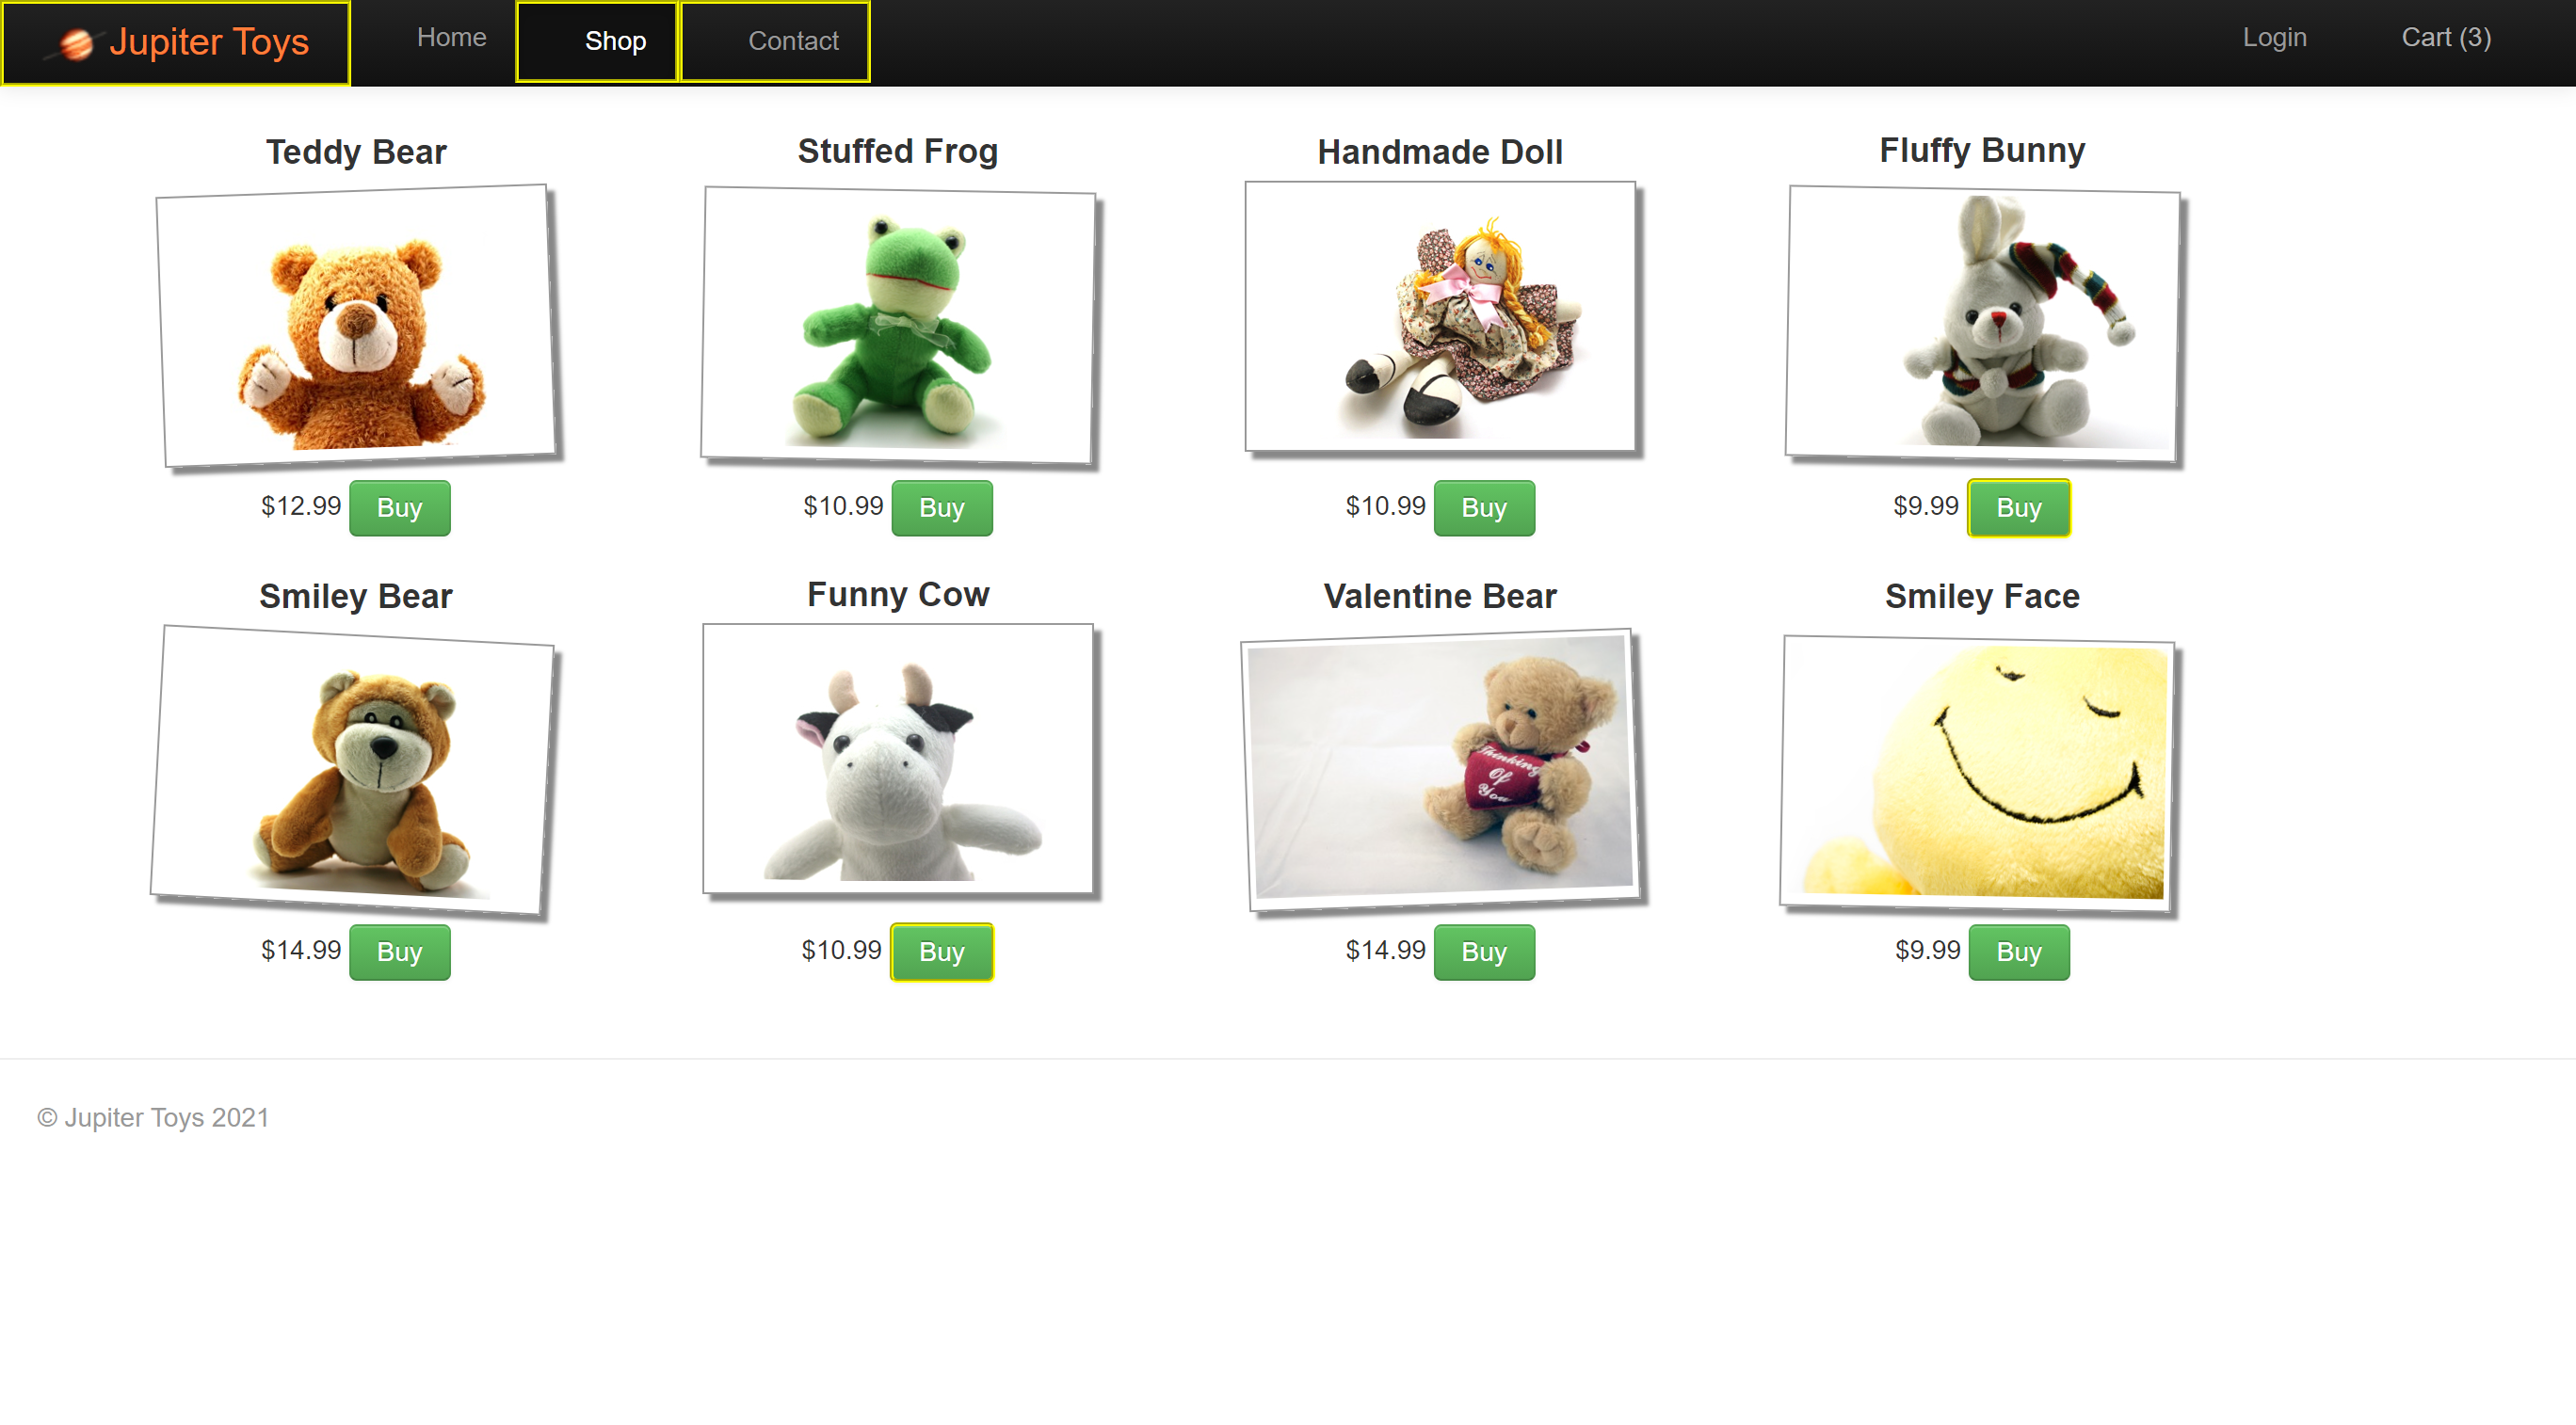 Jupiter Toys Home Shop Contact Login Cart (3)
Teddy Bear Stuffed Frog Handmade Doll Fluffy Bunny
$12.99 Buy $10.99 Buy $10.99 Buy $9.99 Buy
Smiley Bear Funny Cow Valentine Bear Smiley Face
Thinking
Of
You
$14.99 Buy $10.99 Buy $14.99 Buy $9.99 Buy
© Jupiter Toys 2021